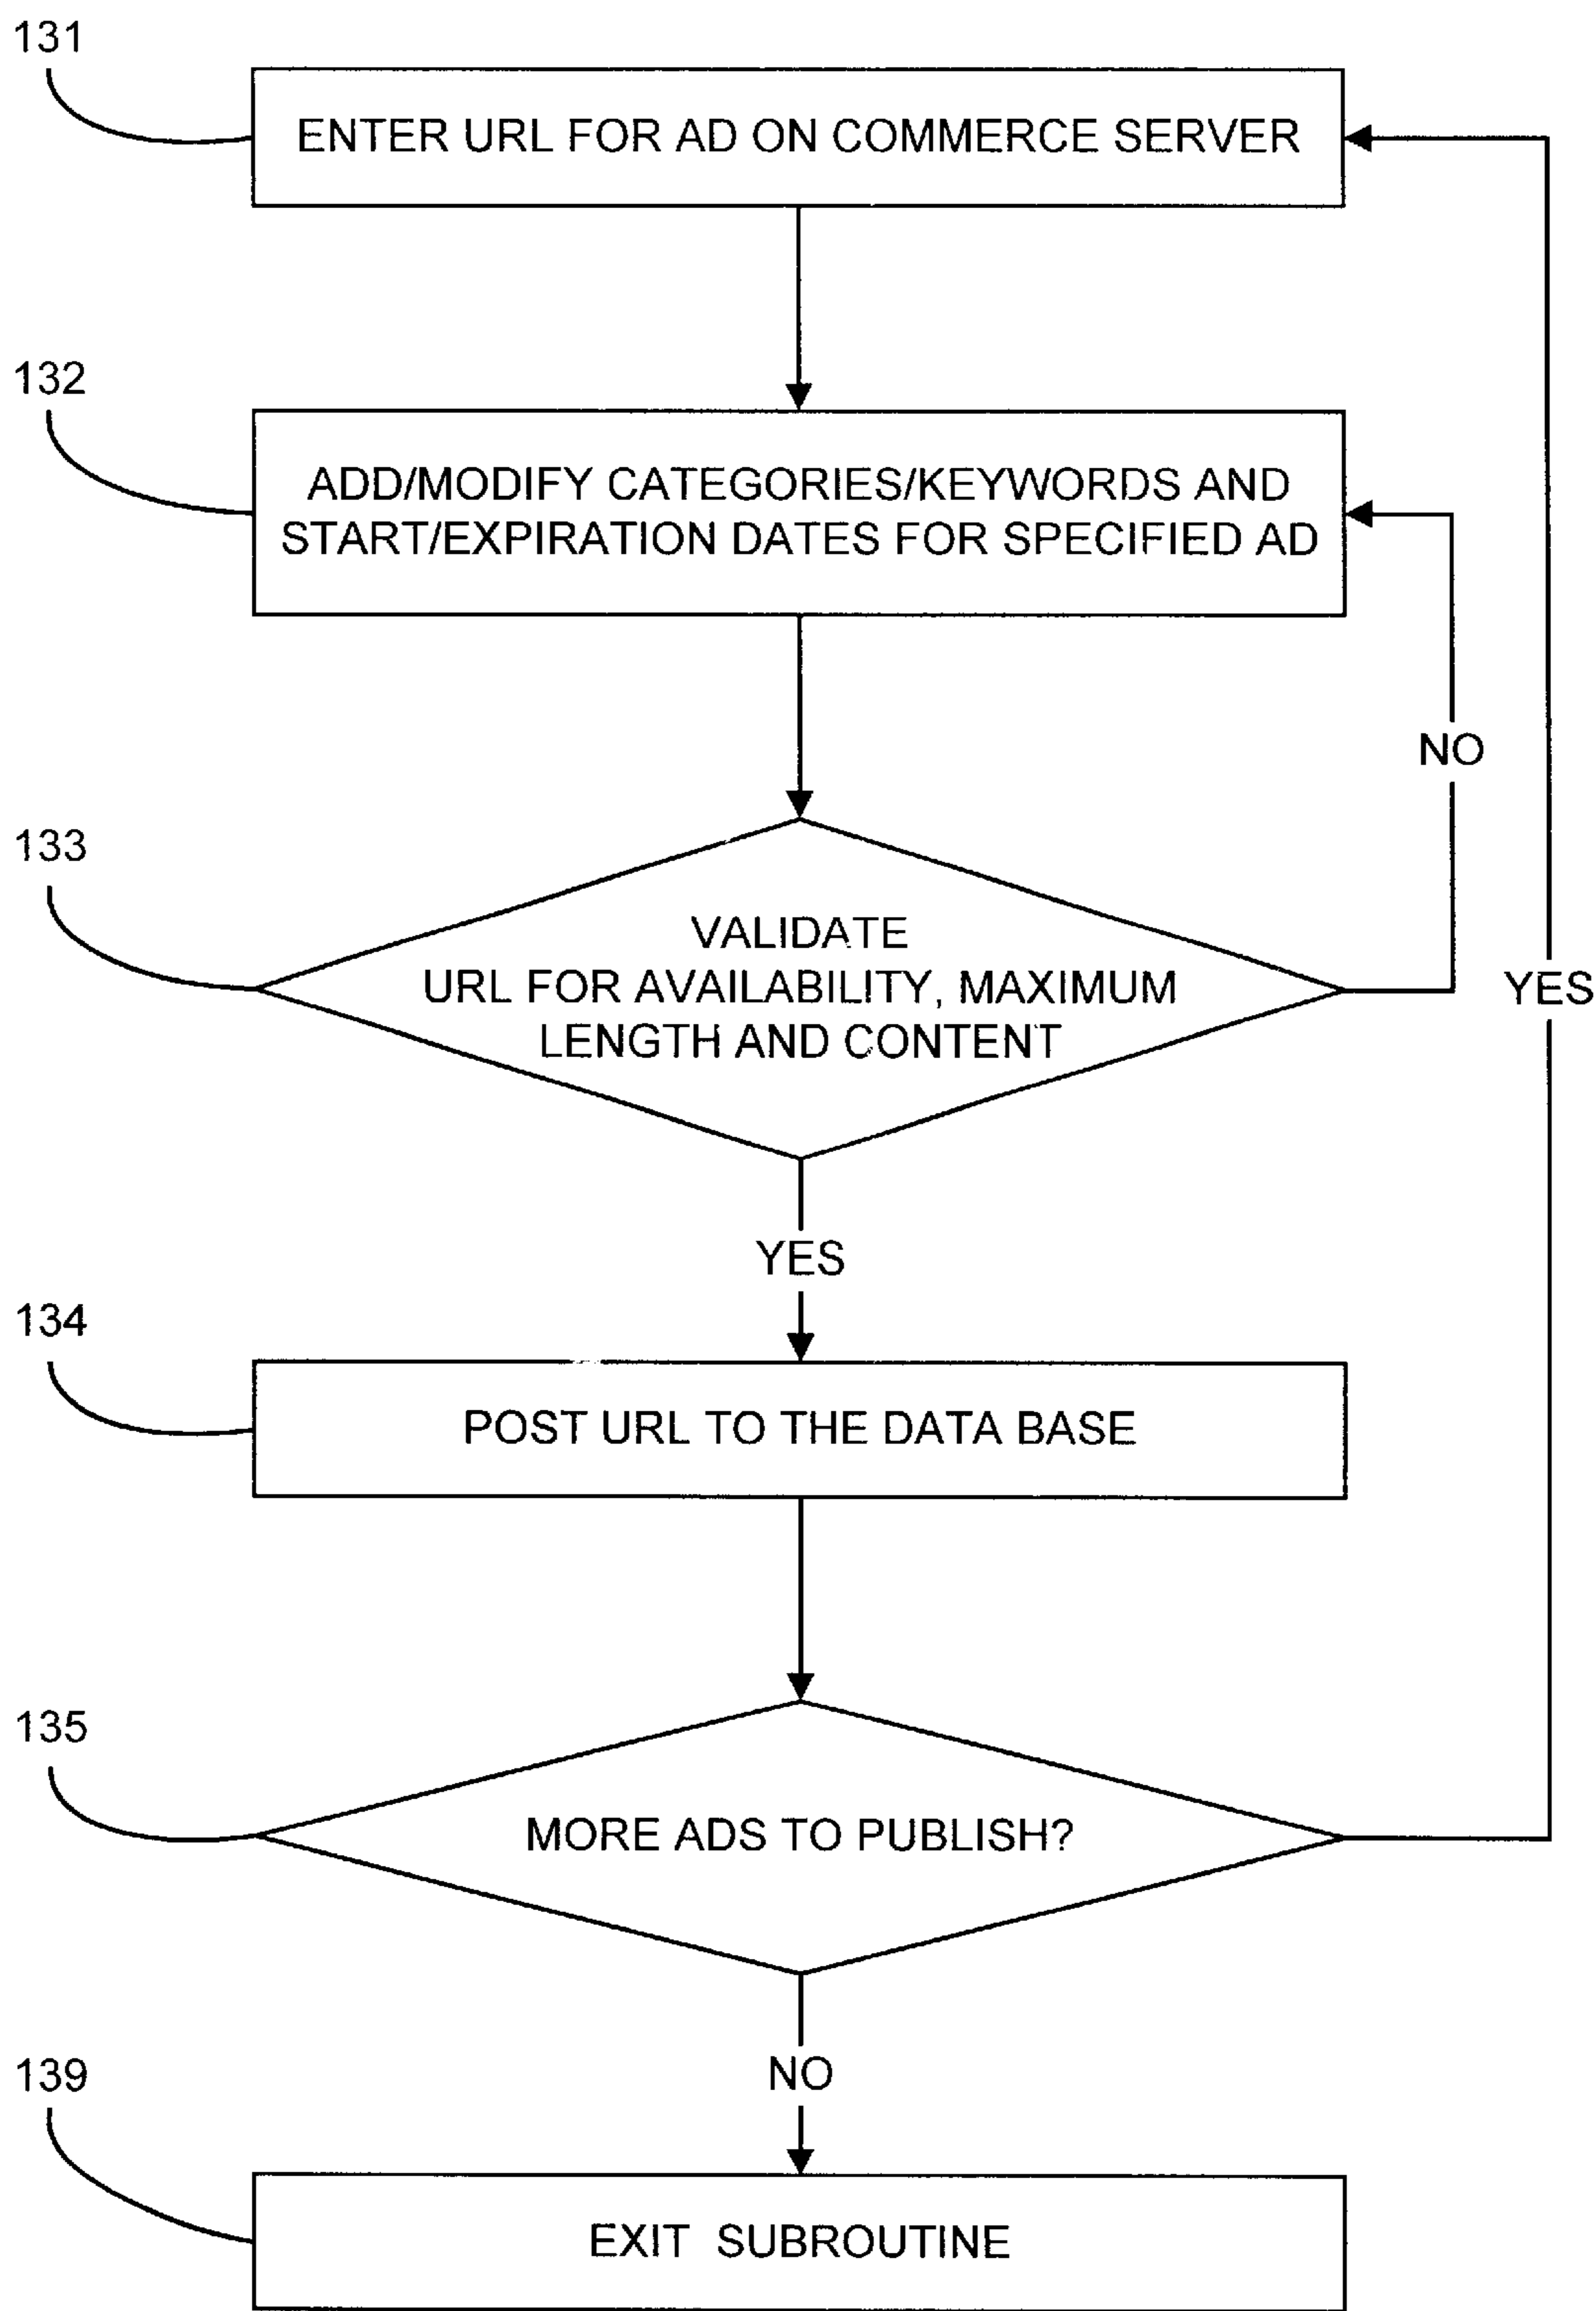 131
ENTER URL FOR AD ON COMMERCE SERVER
132
ADD/MODIFY CATEGORIES/KEYWORDS AND
START/EXPIRATION DATES FOR SPECIFIED AD
NO
133
VALIDATE
URL FOR AVAILABILITY, MAXIMUM
LENGTH AND CONTENT
YES
YES
134
POST URL TO THE DATA BASE
135
MORE ADS TO PUBLISH?
NO
139
EXIT SUBROUTINE